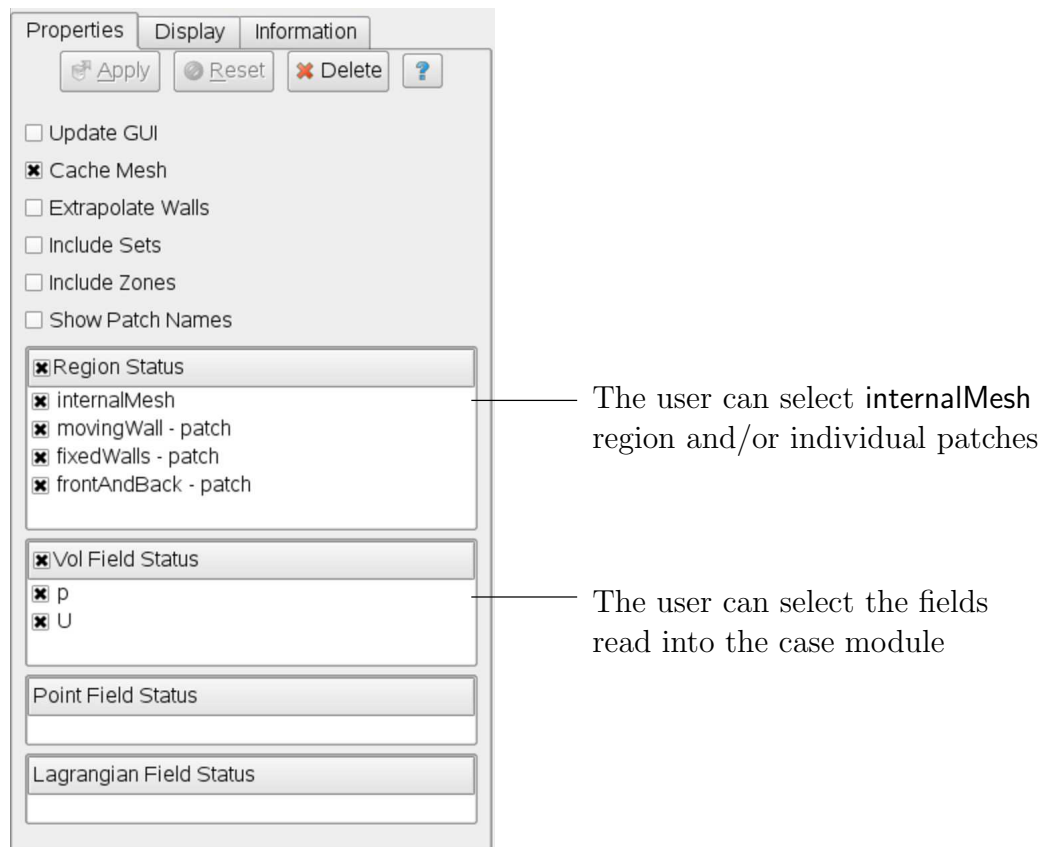 Properties Display Information
Apply Reset Delete ?
Update GUI
Cache Mesh
Extrapolate Walls
Include Sets
Include Zones
Show Patch Names
Region Status
internalMesh
movingWall - patch
fixedWalls - patch
frontAndBack - patch
The user can select internalMesh
region and/or individual patches
Vol Field Status
p
U
The user can select the fields
read into the case module
Point Field Status
Lagrangian Field Status